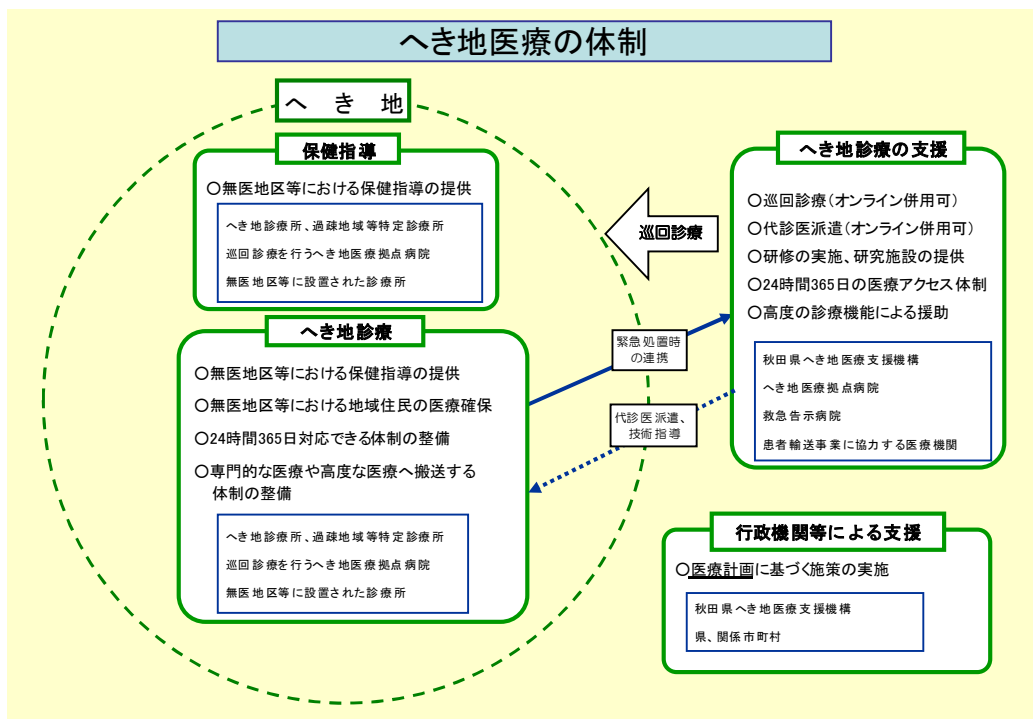 へき地医療の体制
へ き 地
保健指導
○無医地区等における保健指導の提供
へき地診療所、過疎地域等特定診療所
巡回診療を行うへき地医療拠点病院
無医地区等に設置された診療所
へき地診療
○無医地区等における保健指導の提供
○無医地区等における地域住民の医療確保
○24時間365日対応できる体制の整備
○専門的な医療や高度な医療へ搬送する
体制の整備
へき地診療所、過疎地域等特定診療所
巡回診療を行うへき地医療拠点病院
無医地区等に設置された診療所
巡回診療
緊急処置時
の連携
代診医派遣、
技術指導
へき地診療の支援
○巡回診療(オンライン併用可)
○代診医派遣(オンライン併用可)
○研修の実施、研究施設の提供
○24時間365日の医療アクセス体制
○高度の診療機能による援助
秋田県へき地医療支援機構
へき地医療拠点病院
救急告示病院
患者輸送事業に協力する医療機関
行政機関等による支援
○医療計画に基づく施策の実施
秋田県へき地医療支援機構
県、関係市町村